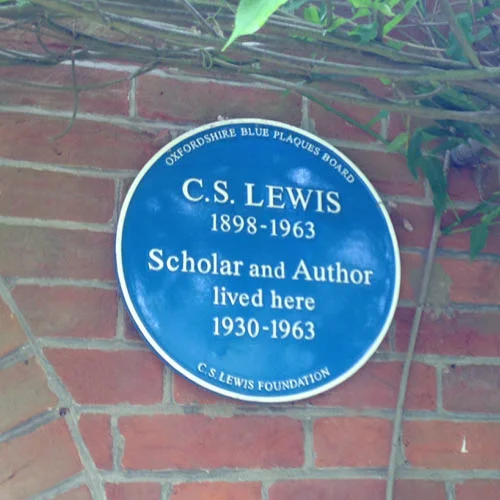 OXFORDSHIRE BLUE PLAQUES BOARD
C.S. LEWIS
1898-1963
Scholar and Author
lived here
1930-1963
C.S. LEWIS FOUNDATION